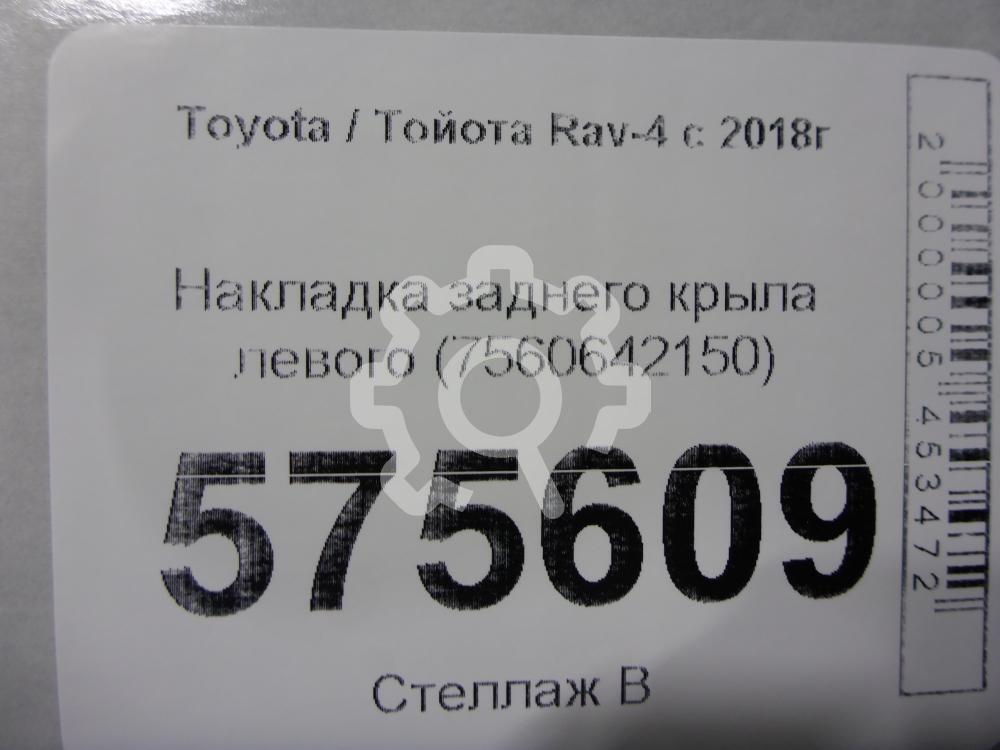 Toyota / Тойота Rav-4 с 2018г
Накладка заднего крыла
левого (7560642150)
575609
Стеллаж В
2000005453472